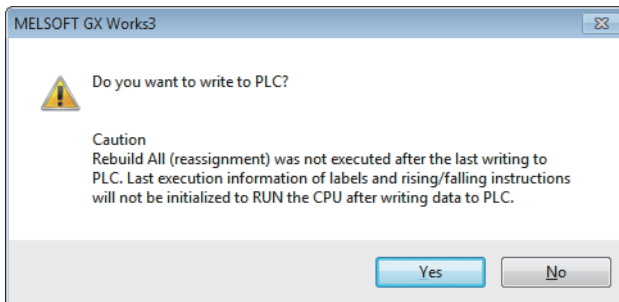 MELSOFT GX Works3
Do you want to write to PLC?
Caution
Rebuild All (reassignment) was not executed after the last writing to
PLC. Last execution information of labels and rising/falling instructions
will not be initialized to RUN the CPU after writing data to PLC.
Yes
No